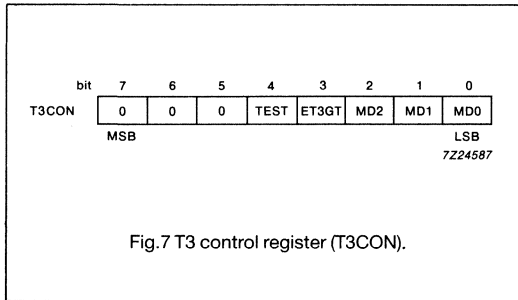 bit 7 6 5 4 3 2 1 0
T3CON 0 0 0 TEST ET3GT MD2 MD1 MD0
MSB LSB
7Z24587
Fig.7 T3 control register (T3CON).